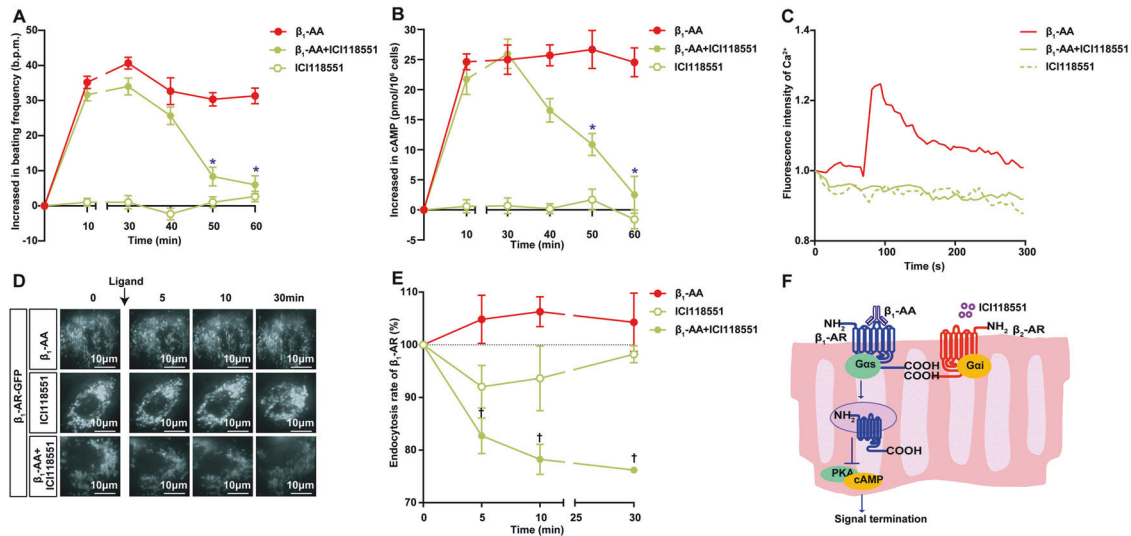 A
Increased in beating frequency (b.p.m.)
50
40
30
20
10
0
-10
10
30
40
50
60
Time (min)
*
*
β₁-AA
β₁-AA+ICI118551
ICI118551
B
Increased in cAMP (pmol/10⁶ cells)
30
25
20
15
10
5
0
-5
10
30
40
50
60
Time (min)
*
*
C
Fluorescence intensity of Ca²⁺
1.4
1.2
1.0
0.8
0
100
200
300
Time (s)
β₁-AA
β₁-AA+ICI118551
ICI118551
D
Ligand
0
5
10
30min
β₁-AR-GFP
β₁-AA
10μm
10μm
10μm
10μm
ICI118551
10μm
10μm
10μm
10μm
β₁-AA+
ICI118551
10μm
10μm
10μm
10μm
E
Endocytosis rate of β₁-AR (%)
110
100
90
80
70
0
5
10
25
30
Time (min)
†
†
†
β₁-AA
ICI118551
β₁-AA+ICI118551
F
β₁-AA
ICI118551
NH₂
β₁-AR
NH₂ β₂-AR
Gαs
COOH
COOH
Gαi
NH₂
COOH
PKA
cAMP
Signal termination